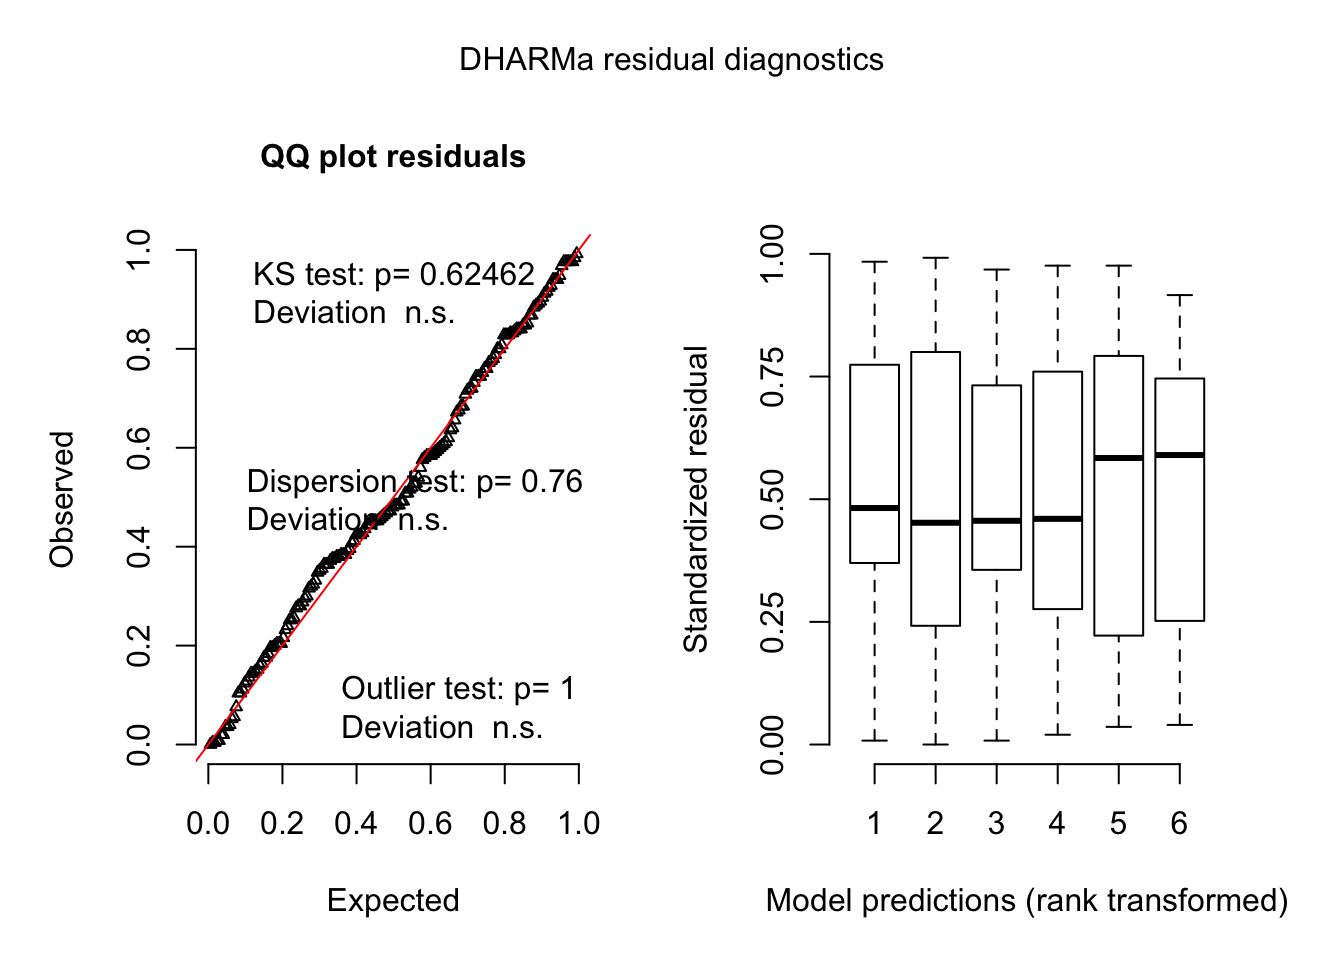 DHARMa residual diagnostics
QQ plot residuals
KS test: p= 0.62462
Deviation  n.s.
Dispersion test: p= 0.76
Deviation  n.s.
Outlier test: p= 1
Deviation  n.s.
Observed
0.0 0.2 0.4 0.6 0.8 1.0
0.0 0.2 0.4 0.6 0.8 1.0
Expected
Standardized residual
0.00 0.25 0.50 0.75 1.00
1 2 3 4 5 6
Model predictions (rank transformed)